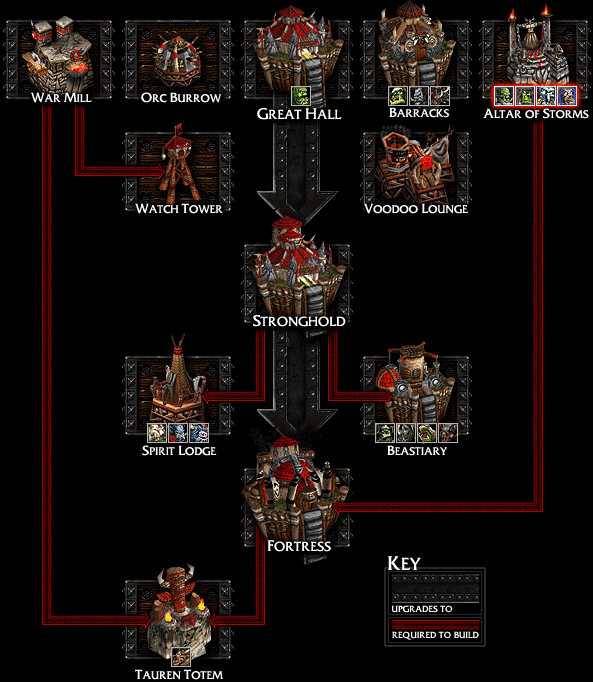 WAR MILL
ORC BURROW
GREAT HALL
BARRACKS
ALTAR OF STORMS
WATCH TOWER
VOODOO LOUNGE
STRONGHOLD
SPIRIT LODGE
BEASTIARY
FORTRESS
KEY
UPGRADES TO
REQUIRED TO BUILD
TAUREN TOTEM